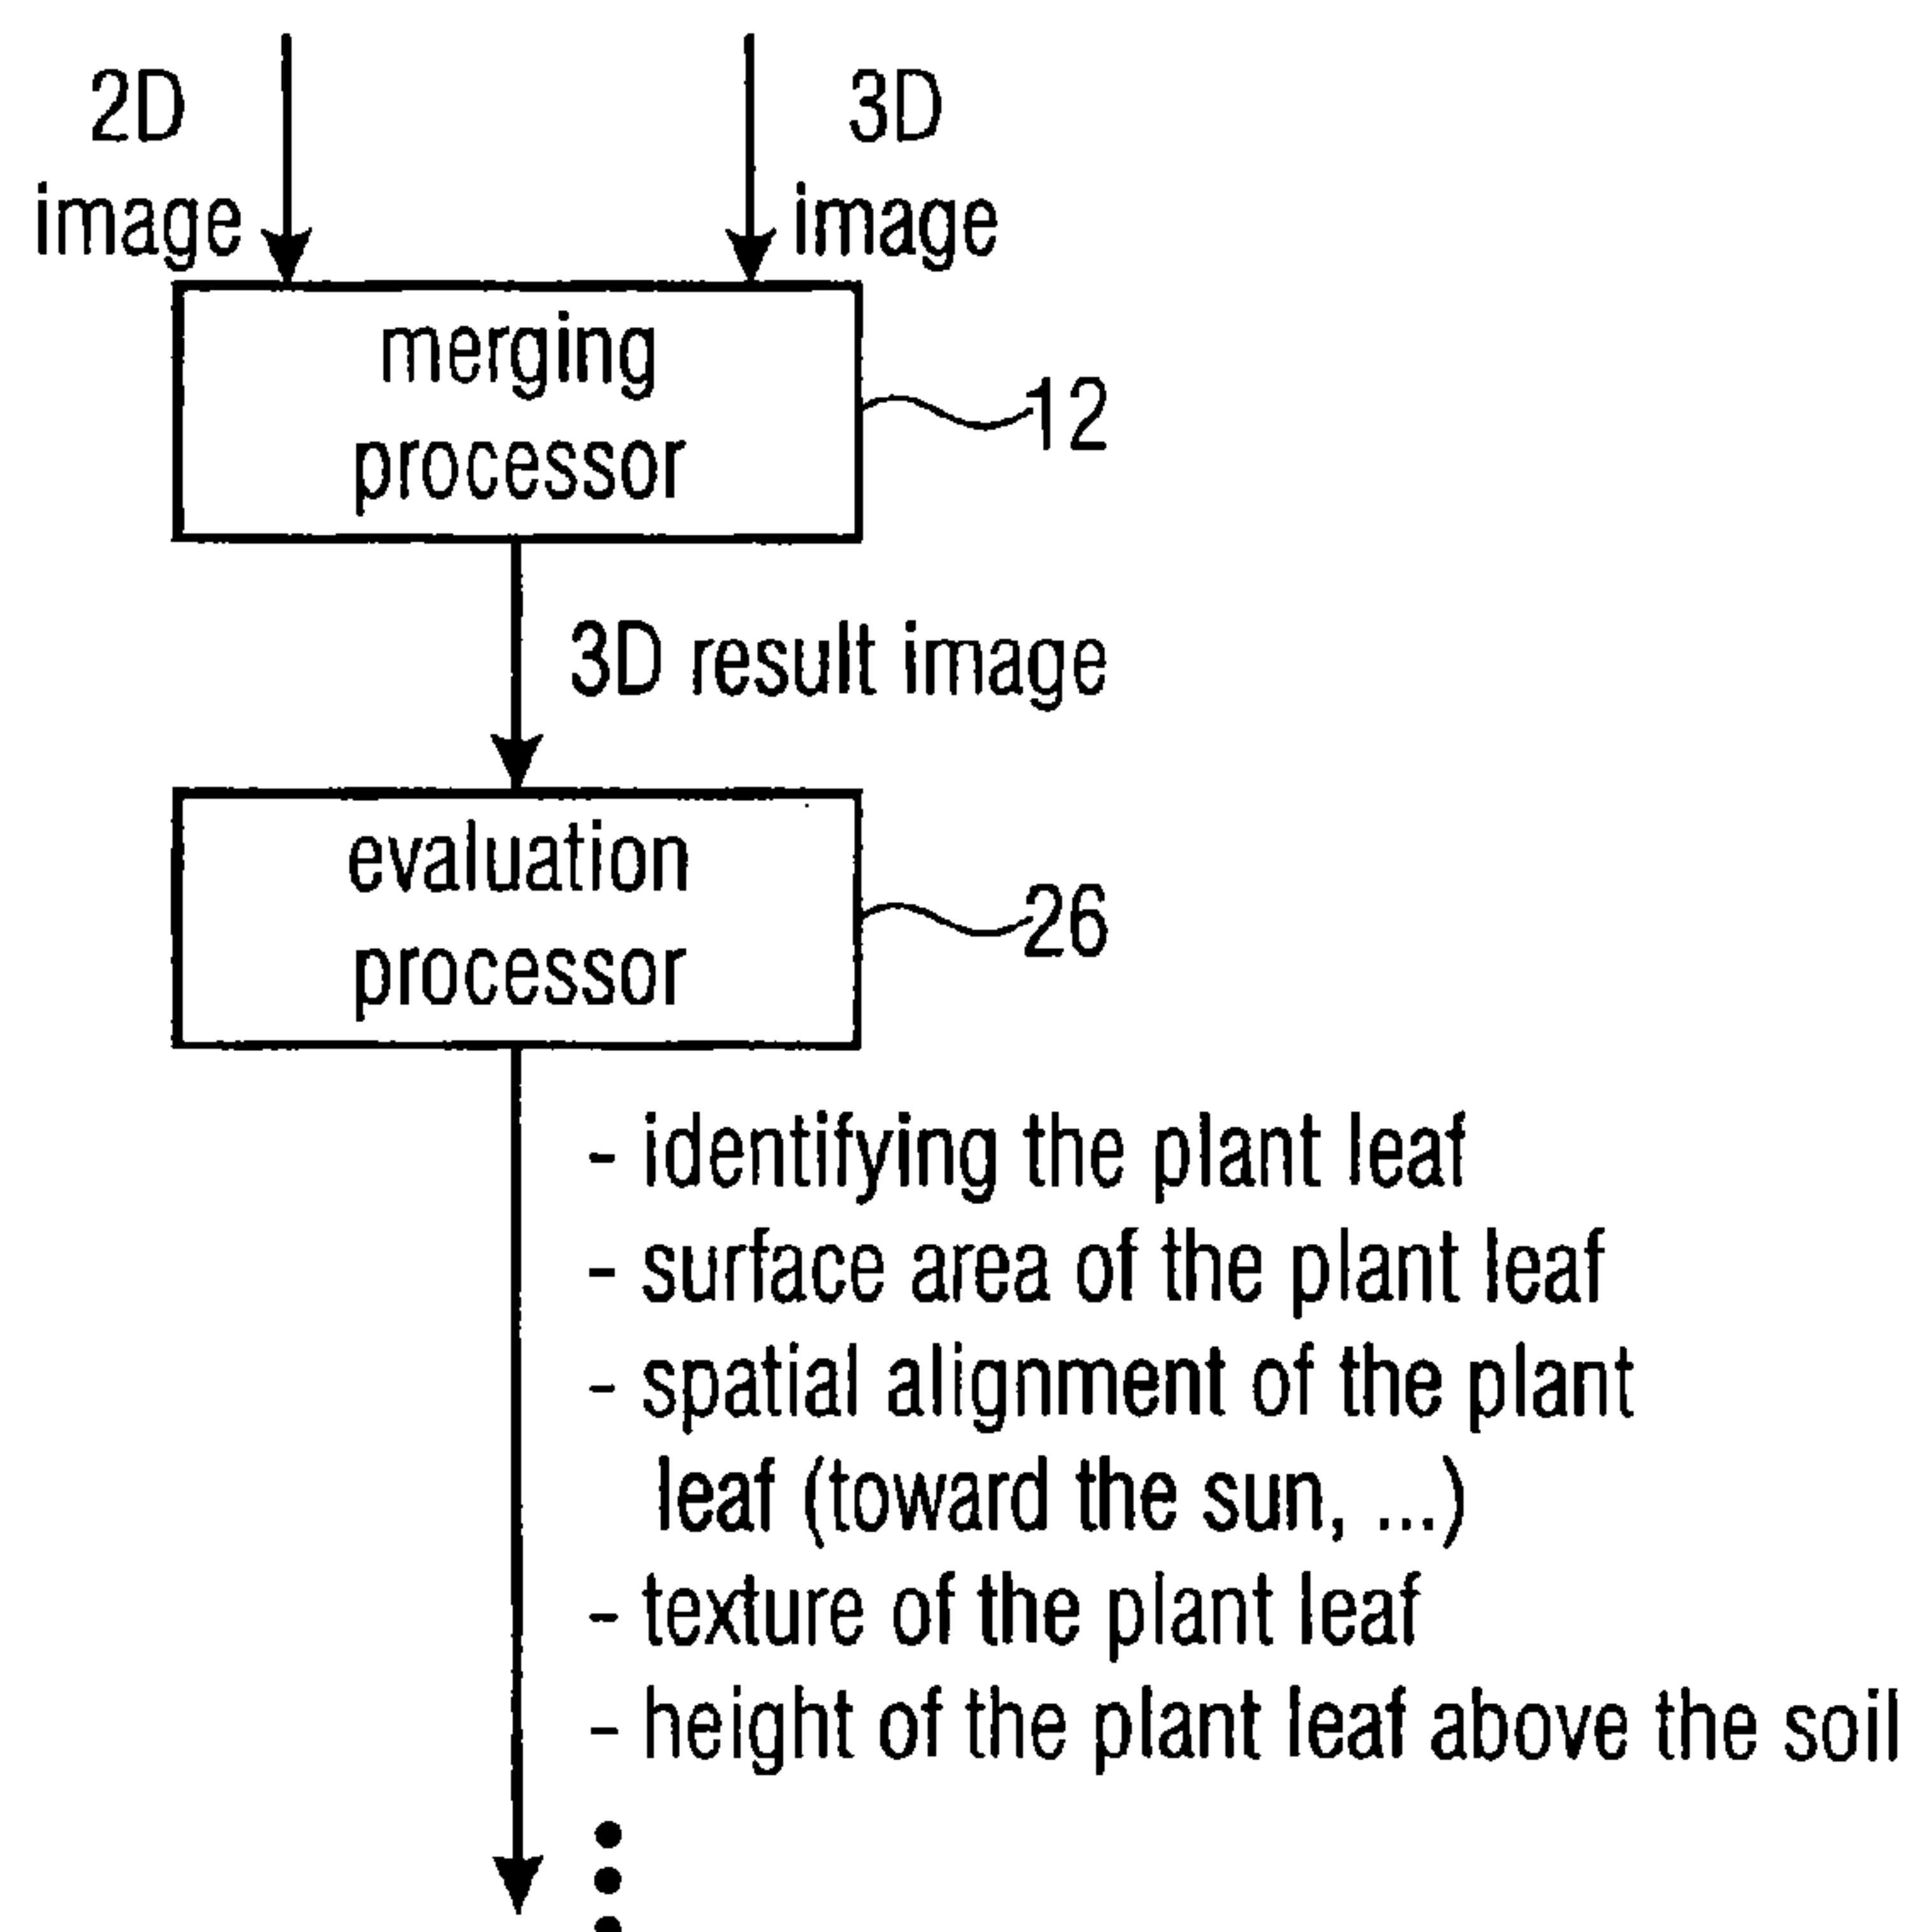 2D
image
3D
image
merging
processor
12
3D result image
evaluation
processor
26
- identifying the plant leaf
- surface area of the plant leaf
- spatial alignment of the plant
leaf (toward the sun, ...)
- texture of the plant leaf
- height of the plant leaf above the soil